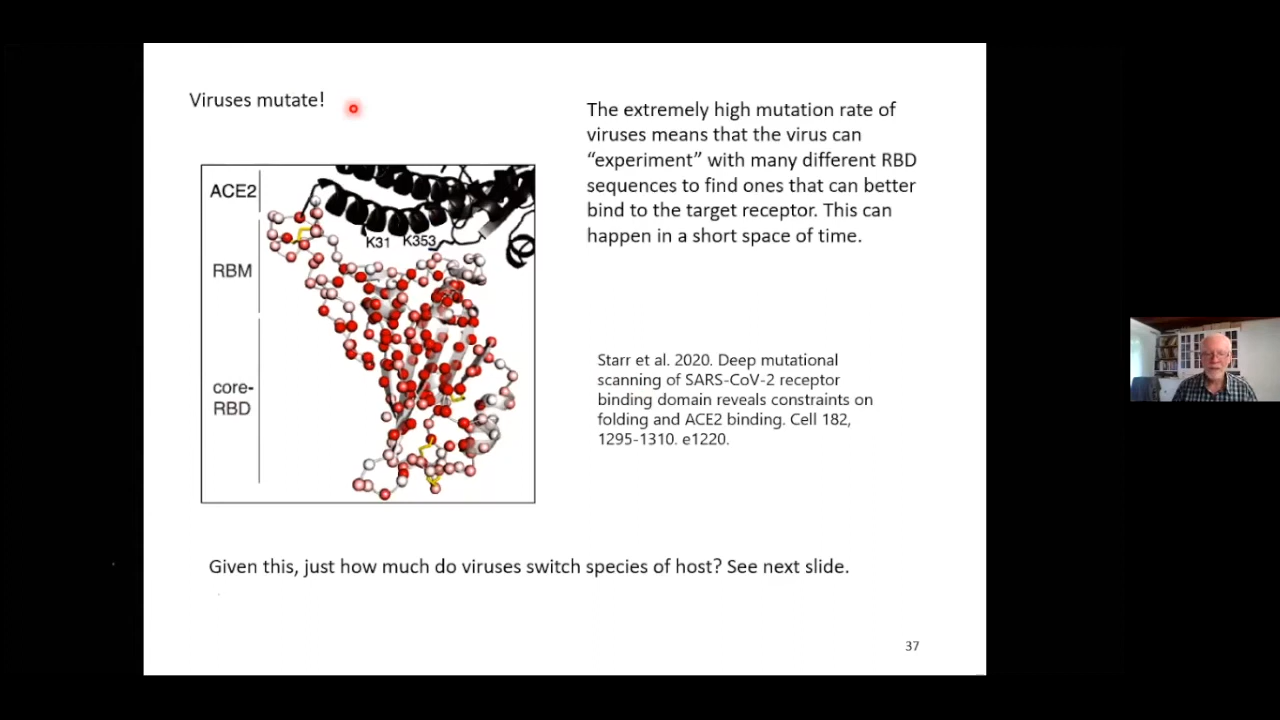 Viruses mutate!
The extremely high mutation rate of
viruses means that the virus can
“experiment” with many different RBD
sequences to find ones that can better
bind to the target receptor. This can
happen in a short space of time.
ACE2
K31 K353
RBM
core-
RBD
Starr et al. 2020. Deep mutational
scanning of SARS-CoV-2 receptor
binding domain reveals constraints on
folding and ACE2 binding. Cell 182,
1295-1310. e1220.
Given this, just how much do viruses switch species of host? See next slide.
37